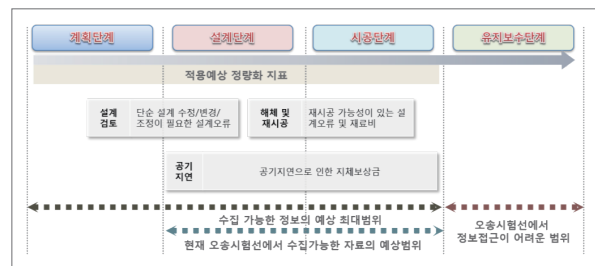 계획단계
설계단계
시공단계
유지보수단계
적용예상 정량화 지표
설계
검토
단순 설계 수정/변경/
조정이 필요한 설계오류
해체 및
재시공
재시공 가능성이 있는 설
계오류 및 재료비
공기
지연
공기지연으로 인한 지체보상금
수집 가능한 정보의 예상 최대범위
현재 오송시험선에서 수집가능한 자료의 예상범위
오송시험선에서
정보접근이 어려운 범위